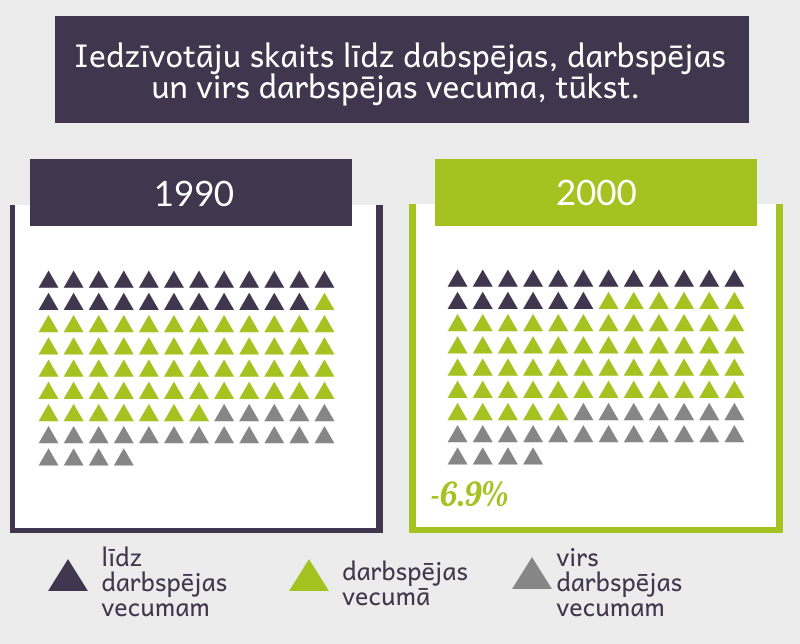 Iedzīvotāju skaits līdz dabspējas, darbspējas
un virs darbspējas vecuma, tūkst.
1990
2000
-6.9%
līdz
darbspējas
vecumam
darbspējas
vecumā
virs
darbspējas
vecumam